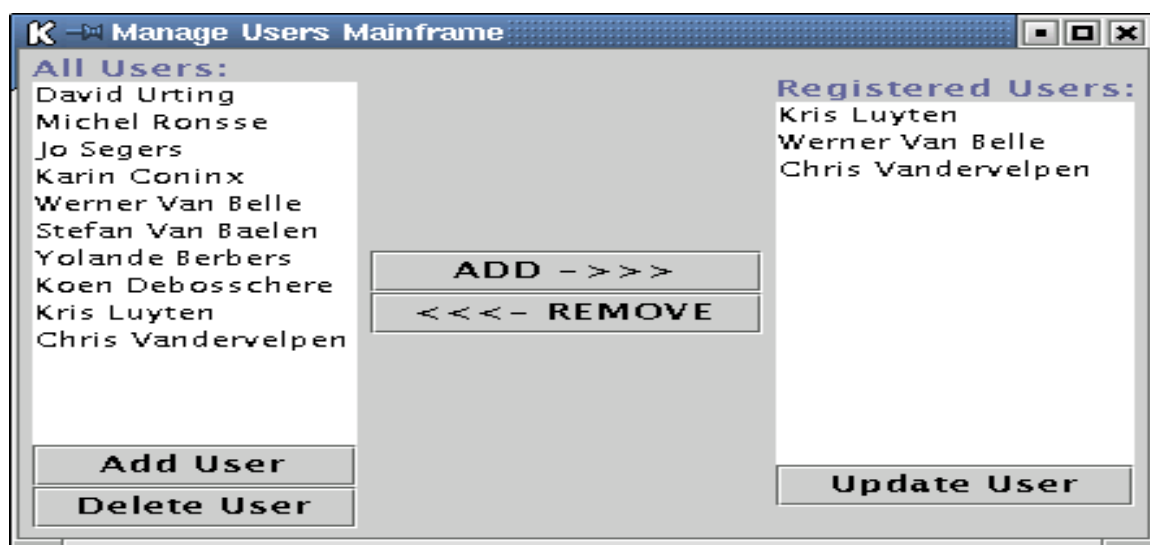 Manage Users Mainframe
All Users:
David Urting
Michel Ronsse
Jo Segers
Karin Coninx
Werner Van Belle
Stefan Van Baelen
Yolande Berbers
Koen Debosschere
Kris Luyten
Chris Vandervelpen
Add User
Delete User
ADD ->>>
<<<- REMOVE
Registered Users:
Kris Luyten
Werner Van Belle
Chris Vandervelpen
Update User